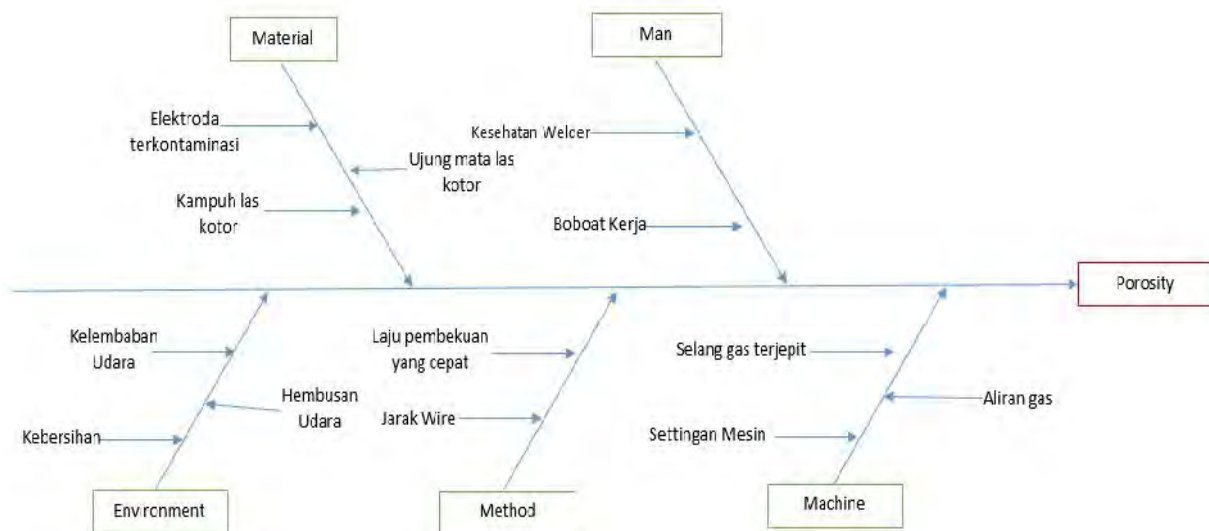 Material
Man
Elektroda
terkontaminasi
Kesehatan Welcer
Ujung mata las
kotor
Kampuh las
kotor
Boboat Kerja
Porosity
Kelembaban
Udara
Laju pembekuan
yang cepat
Selang gas terjepit
Hembusan
Udara
Aliran gas
Jarak Wire
Kebersihan
Settingan Mesin
Environment
Method
Machine